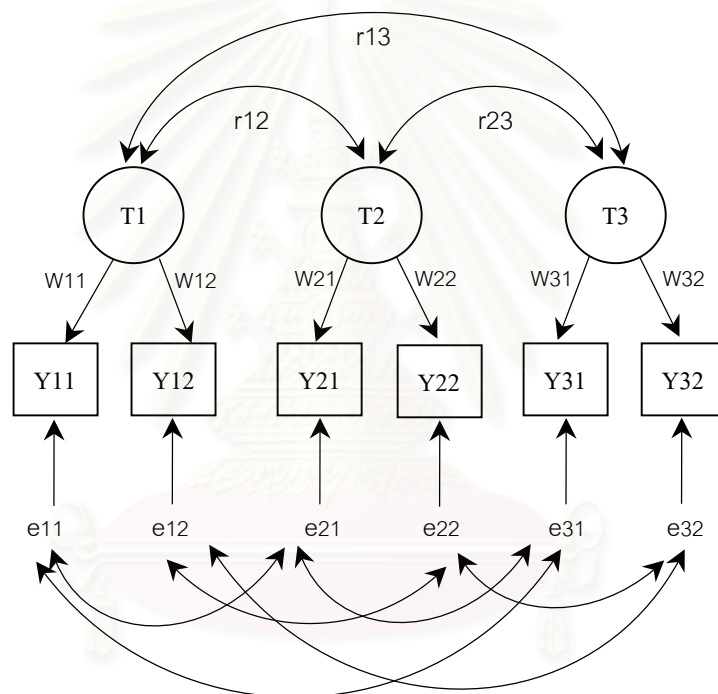 r13
r12 r23
T1 T2 T3
W11 W12 W21 W22 W31 W32
Y11 Y12 Y21 Y22 Y31 Y32
e11 e12 e21 e22 e31 e32